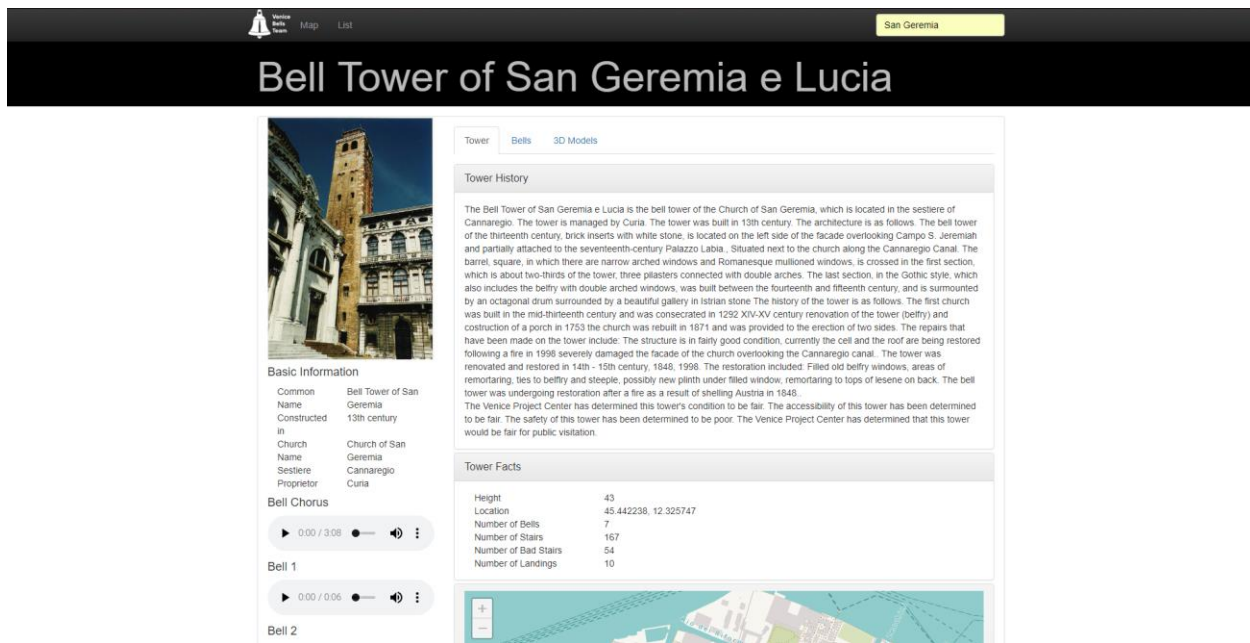 Venice
Bells
Team
Map
List
San Geremia
Bell Tower of San Geremia e Lucia
Tower
Bells
3D Models
Tower History
The Bell Tower of San Geremia e Lucia is the bell tower of the Church of San Geremia, which is located in the sestiere of
Cannaregio. The tower is managed by Curia. The tower was built in 13th century. The architecture is as follows. The bell tower
of the thirteenth century, brick inserts with white stone, is located on the left side of the facade overlooking Campo S. Jeremiah
and partially attached to the seventeenth-century Palazzo Labia., Situated next to the church along the Cannaregio Canal. The
barrel, square, in which there are narrow arched windows and Romanesque mullioned windows, is crossed in the first section,
which is about two-thirds of the tower, three pilasters connected with double arches. The last section, in the Gothic style, which
also includes the belfry with double arched windows, was built between the fourteenth and fifteenth century, and is surmounted
by an octagonal drum surrounded by a beautiful gallery in Istrian stone The history of the tower is as follows. The first church
was built in the mid-thirteenth century and was consecrated in 1292 XIV-XV century renovation of the tower (belfry) and
costruction of a porch in 1753 the church was rebuilt in 1871 and was provided to the erection of two sides. The repairs that
have been made on the tower include: The structure is in fairly good condition, currently the cell and the roof are being restored
following a fire in 1998 severely damaged the facade of the church overlooking the Cannaregio canal.. The tower was
renovated and restored in 14th - 15th century, 1848, 1998. The restoration included: Filled old belfry windows, areas of
remortaring, ties to belfry and steeple, possibly new plinth under filled window, remortaring to tops of lesene on back. The bell
tower was undergoing restoration after a fire as a result of shelling Austria in 1848..
The Venice Project Center has determined this tower's condition to be fair. The accessibility of this tower has been determined
to be fair. The safety of this tower has been determined to be poor. The Venice Project Center has determined that this tower
would be fair for public visitation.
Basic Information
Common Name Bell Tower of San Geremia
Constructed in 13th century
Church Name Church of San Geremia
Sestiere Cannaregio
Proprietor Curia
Bell Chorus
0:00 / 3:08
Bell 1
0:00 / 0:06
Bell 2
Tower Facts
Height 43
Location 45.442238, 12.325747
Number of Bells 7
Number of Stairs 167
Number of Bad Stairs 54
Number of Landings 10
+
−